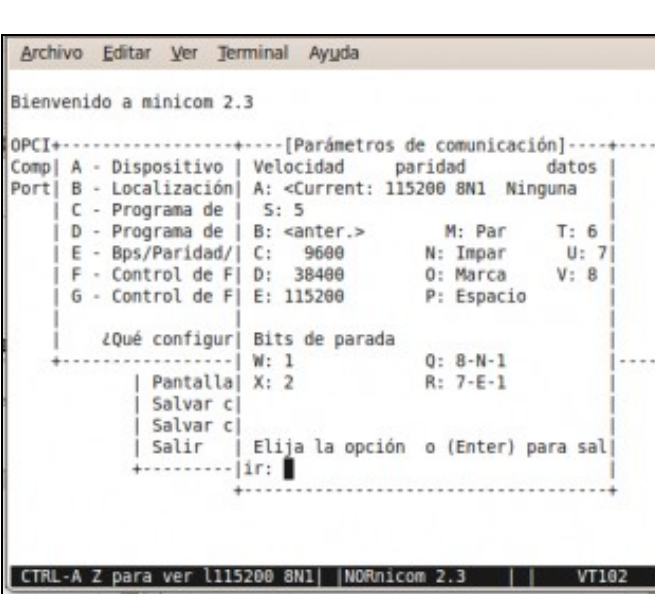 Archivo Editar Ver Terminal Ayuda
Bienvenido a minicom 2.3
OPCI+-----------------+----[Parámetros de comunicación]----+----
Comp| A - Dispositivo | Velocidad paridad datos |
Port| B - Localización| A: <Current: 115200 8N1 Ninguna |
| C - Programa de | S: 5
| D - Programa de | B: <anter.> M: Par T: 6 |
| E - Bps/Paridad/| C: 9600 N: Impar U: 7|
| F - Control de F| D: 38400 O: Marca V: 8 |
| G - Control de F| E: 115200 P: Espacio
| | |
| ¿Qué configur| Bits de parada |
+-----------------| W: 1 Q: 8-N-1 |----
| Pantalla| X: 2 R: 7-E-1 |
| Salvar c| |
| Salvar c| |
| Salir | Elija la opción o (Enter) para sal|
+---------|ir: |
+-----------------------------------+
CTRL-A Z para ver l115200 8N1| |NORnicom 2.3 | | VT102